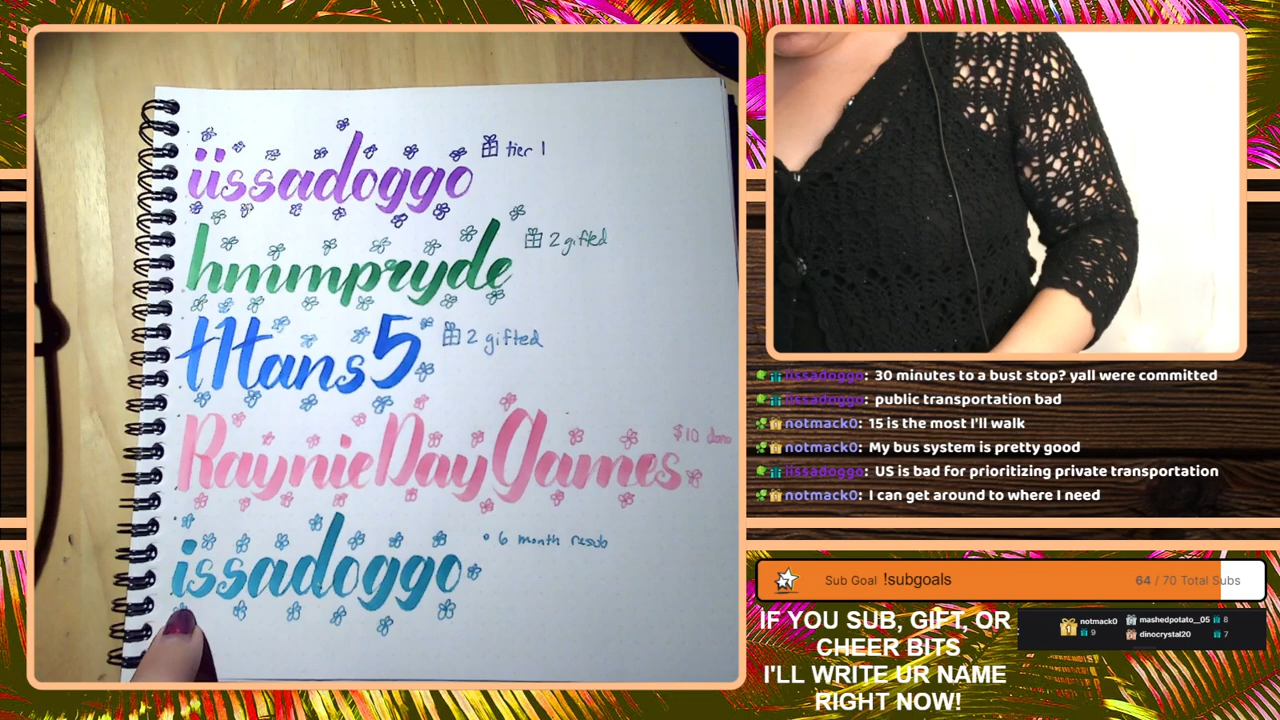 iissadoggo
tier 1
hmmpryde
2 gifted
t1tans5
2 gifted
RaynieDayGames
$10 dono
issadoggo
• 6 month resub
iissadoggo: 30 minutes to a bust stop? yall were committed
iissadoggo: public transportation bad
notmack0: 15 is the most I'll walk
notmack0: My bus system is pretty good
iissadoggo: US is bad for prioritizing private transportation
notmack0: I can get around to where I need
Sub Goal !subgoals 64 / 70 Total Subs
IF YOU SUB, GIFT, OR
CHEER BITS
I'LL WRITE UR NAME
RIGHT NOW!
1 notmack0 9
mashedpotato_05 8
dinocrystal20 7